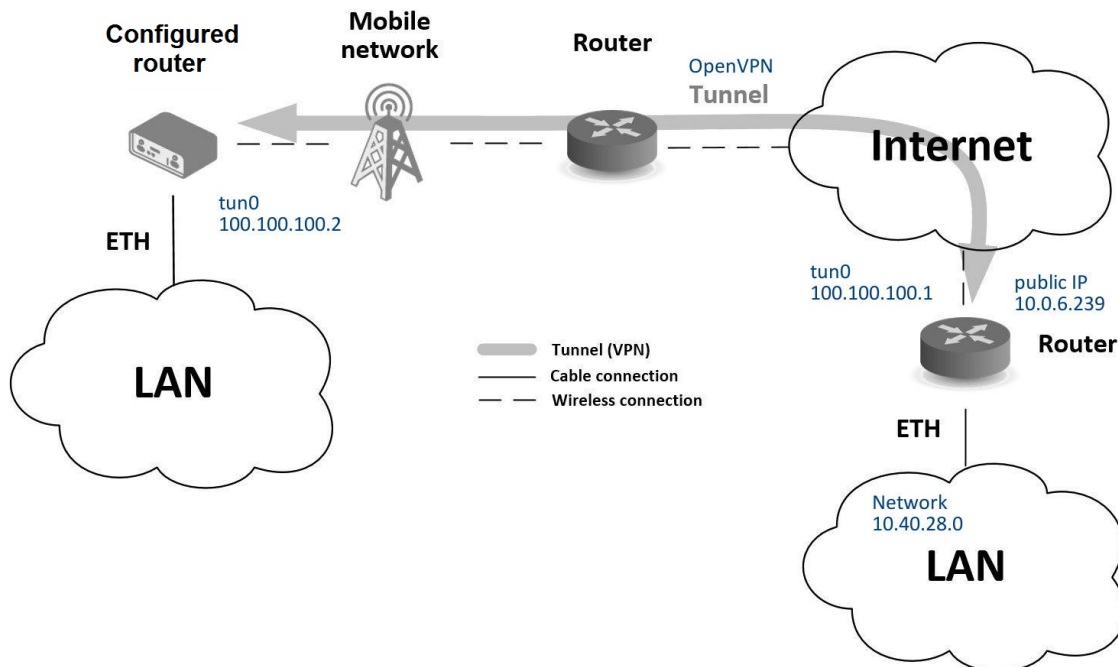 Configured
router
Mobile
network
Router
OpenVPN
Tunnel
Internet
tun0
100.100.100.2
ETH
LAN
tun0
100.100.100.1
public IP
10.0.6.239
Router
Tunnel (VPN)
Cable connection
Wireless connection
ETH
Network
10.40.28.0
LAN